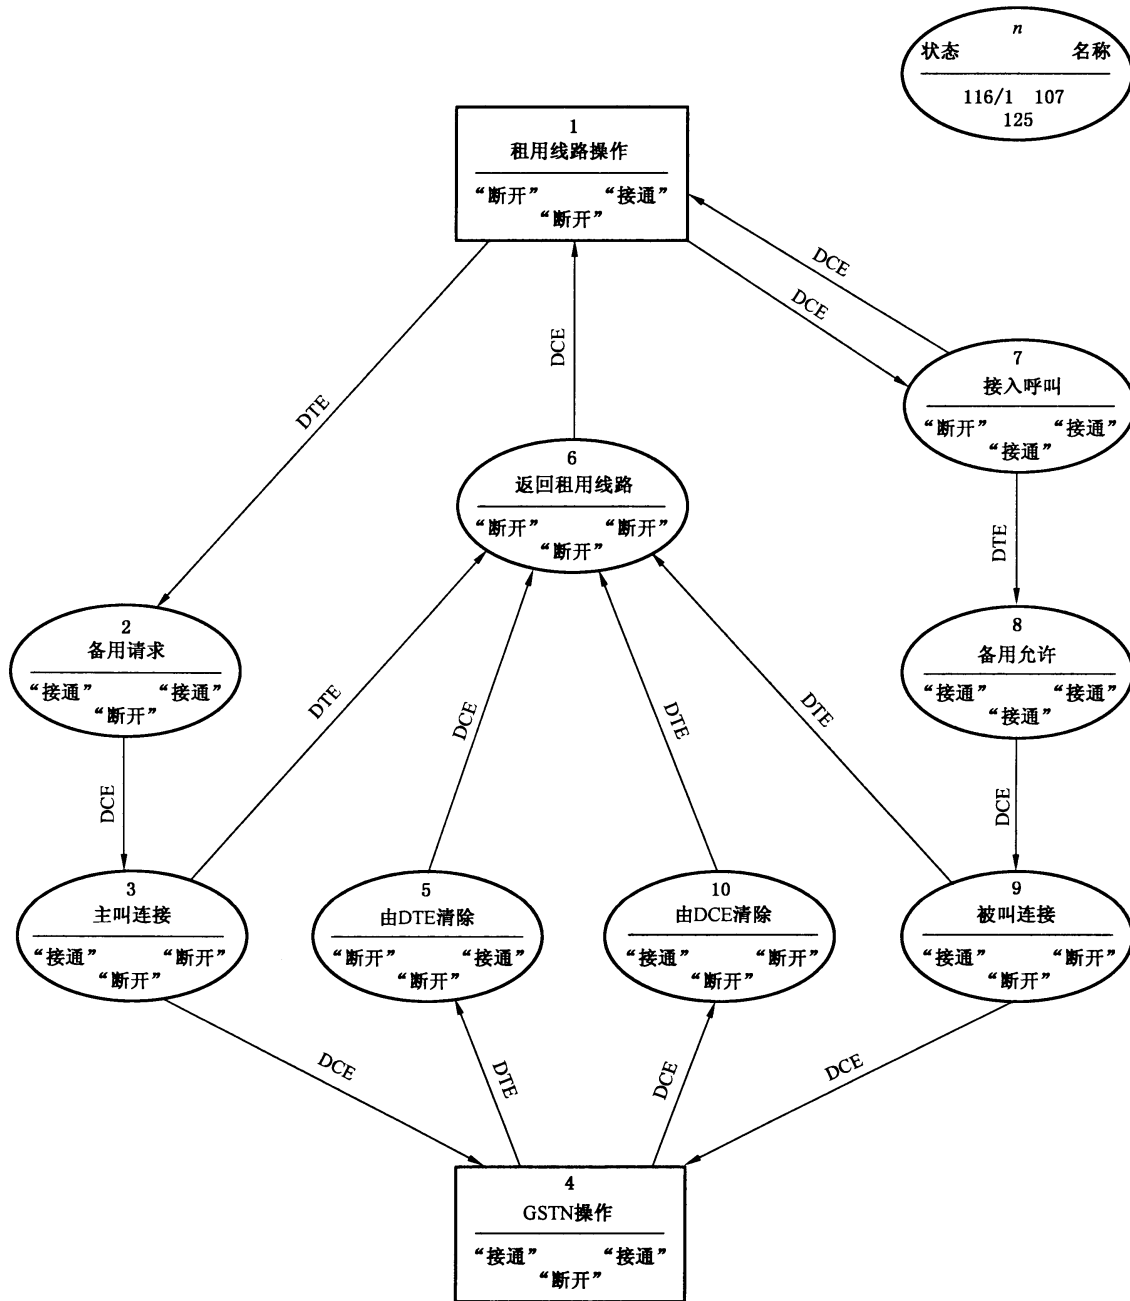 n
状态 名称
116/1 107
125
1
租用线路操作
“断开” “接通”
“断开”
DCE
DCE
DCE
DTE
7
接入呼叫
“断开” “接通”
“接通”
6
返回租用线路
“断开” “断开”
“断开”
DTE
2
备用请求
“接通” “接通”
“断开”
8
备用允许
“接通” “接通”
“接通”
DTE
DCE
DTE
DTE
DCE
DCE
3
主叫连接
“接通” “断开”
“断开”
5
由DTE清除
“断开” “接通”
“断开”
10
由DCE清除
“接通” “断开”
“断开”
9
被叫连接
“接通” “断开”
“断开”
DCE
DTE
DCE
DCE
4
GSTN操作
“接通” “接通”
“断开”